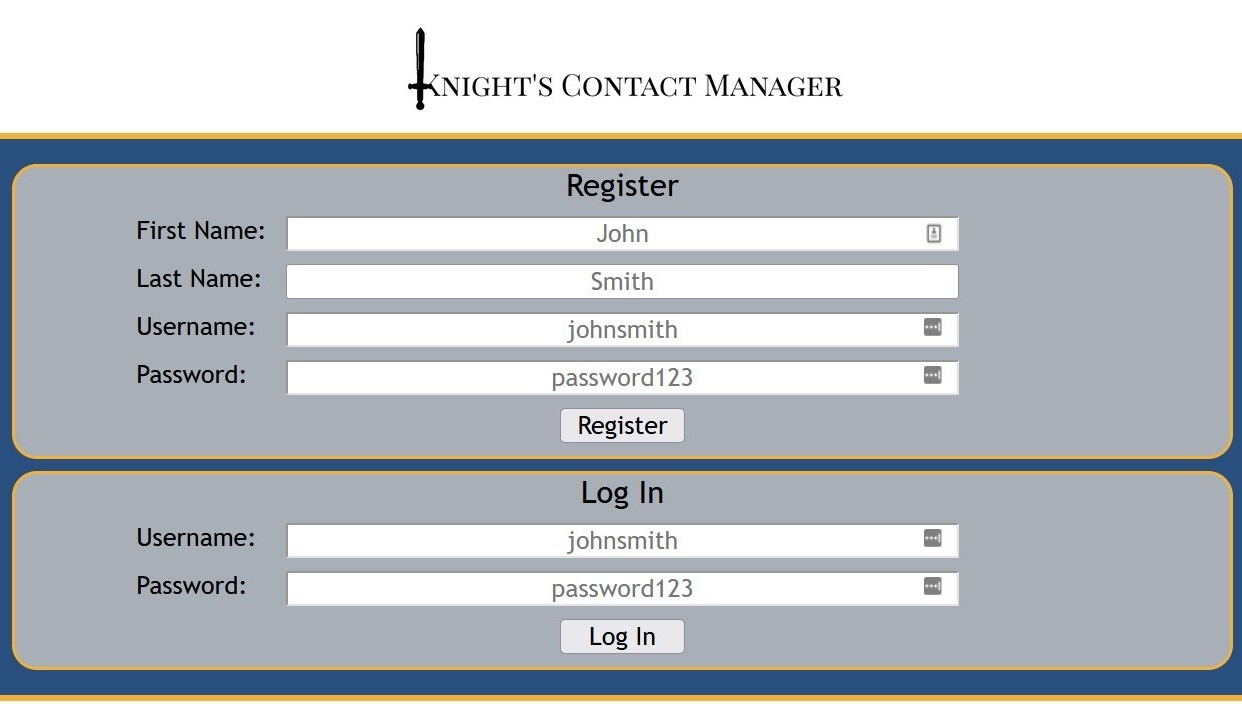 Knight's Contact Manager
Register
First Name: John
Last Name: Smith
Username: johnsmith
Password: password123
Register
Log In
Username: johnsmith
Password: password123
Log In